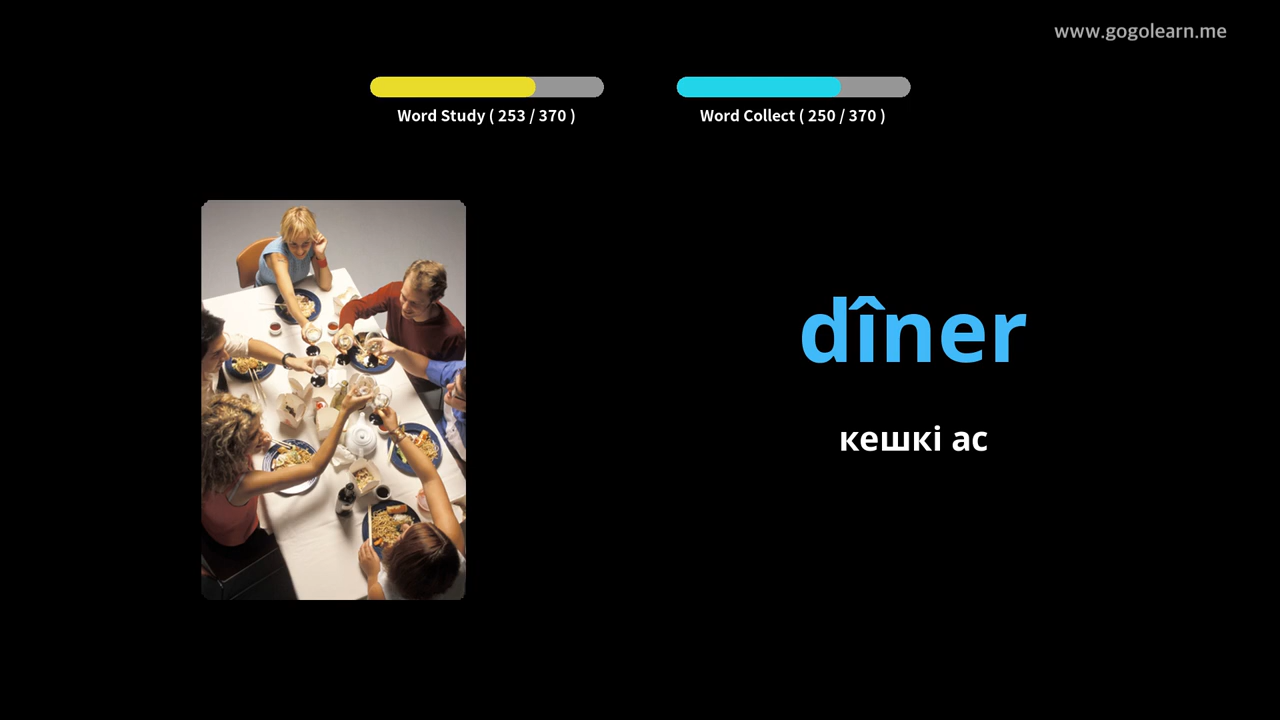 www.gogolearn.me
Word Study ( 253 / 370 )
Word Collect ( 250 / 370 )
dîner
кешкі ас